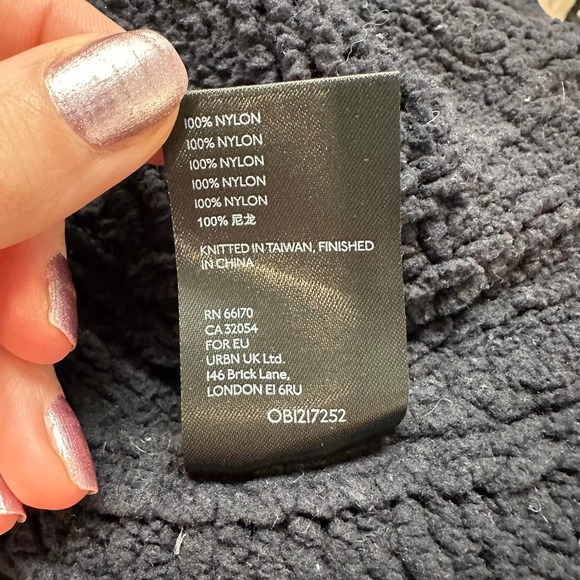 100% NYLON
100% NYLON
100% NYLON
100% NYLON
100% NYLON
100% 尼龙
KNITTED IN TAIWAN, FINISHED
IN CHINA
RN 66170
CA 32054
FOR EU
URBN UK Ltd.
146 Brick Lane,
LONDON E1 6RU
OB1217252